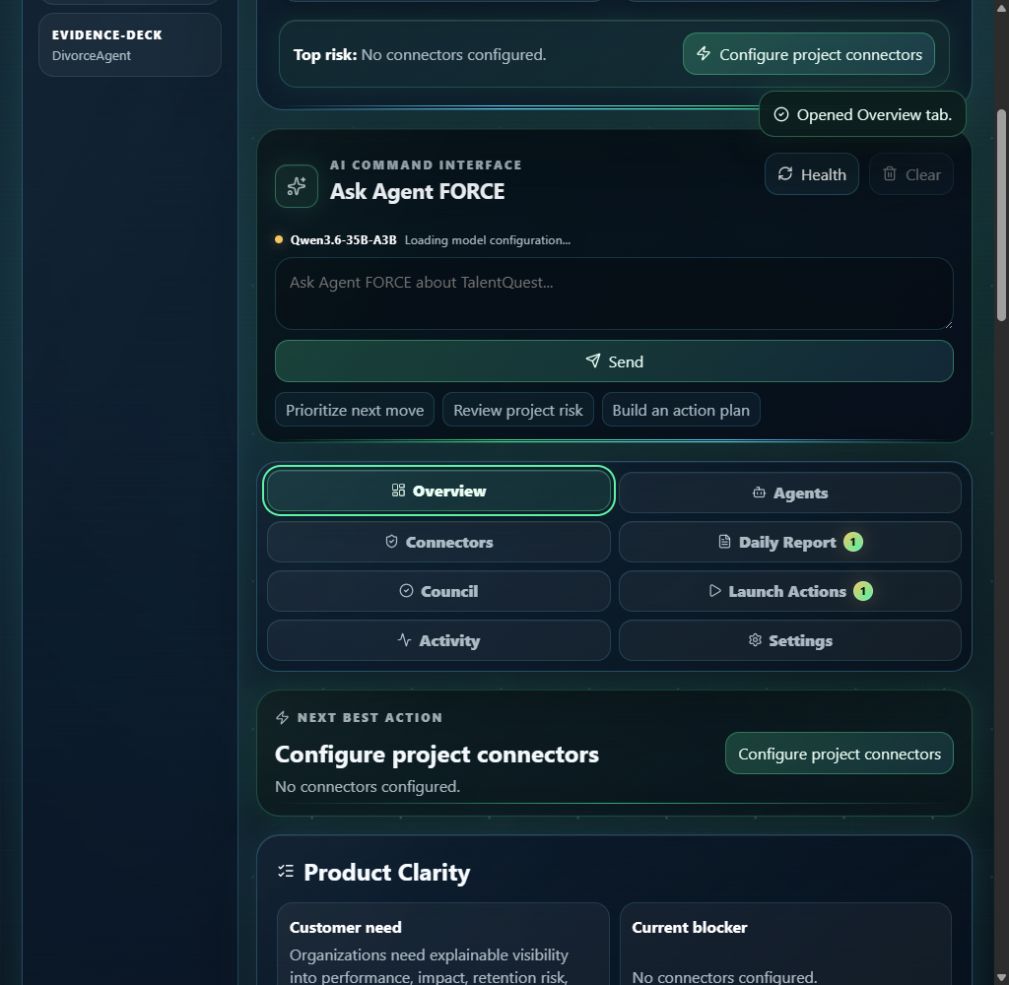 EVIDENCE-DECK
DivorceAgent
Top risk: No connectors configured.
Configure project connectors
Opened Overview tab.
AI COMMAND INTERFACE
Ask Agent FORCE
Health
Clear
Qwen3.6-35B-A3B Loading model configuration...
Ask Agent FORCE about TalentQuest...
Send
Prioritize next move
Review project risk
Build an action plan
Overview
Agents
Connectors
Daily Report 1
Council
Launch Actions 1
Activity
Settings
NEXT BEST ACTION
Configure project connectors
No connectors configured.
Configure project connectors
Product Clarity
Customer need
Organizations need explainable visibility
into performance, impact, retention risk,
Current blocker
No connectors configured.